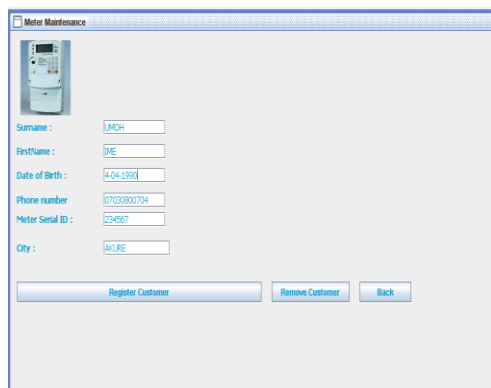 Meter Maintenance
Surname : UMOH
FirstName : IME
Date of Birth : 4-04-1990
Phone number 07030800704
Meter Serial ID : 234567
City : AKURE
Register Customer Remove Customer Back